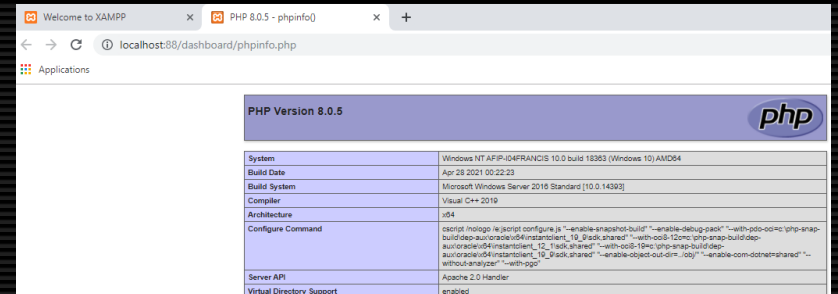 Welcome to XAMPP
PHP 8.0.5 - phpinfo()
localhost:88/dashboard/phpinfo.php
Applications
PHP Version 8.0.5
php
System Windows NT AFIP-I04FRANCIS 10.0 build 18363 (Windows 10) AMD64
Build Date Apr 28 2021 00:22:23
Build System Microsoft Windows Server 2016 Standard [10.0.14393]
Compiler Visual C++ 2019
Architecture x64
Configure Command cscript /nologo /e:jscript configure.js "--enable-snapshot-build" "--enable-debug-pack" "--with-pdo-oci=c:\php-snap-
build\dep-aux\oracle\x64\instantclient_19_9\sdk,shared" "--with-oci8-12c=c:\php-snap-build\dep-
aux\oracle\x64\instantclient_12_1\sdk,shared" "--with-oci8-19=c:\php-snap-build\dep-
aux\oracle\x64\instantclient_19_9\sdk,shared" "--enable-object-out-dir=../obj/" "--enable-com-dotnet=shared" "--
without-analyzer" "--with-pgo"
Server API Apache 2.0 Handler
Virtual Directory Support enabled